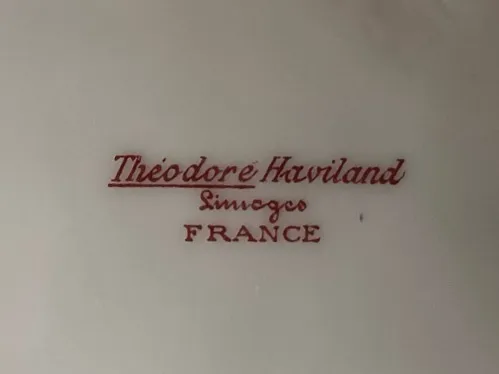 Théodore Haviland
Limoges
FRANCE